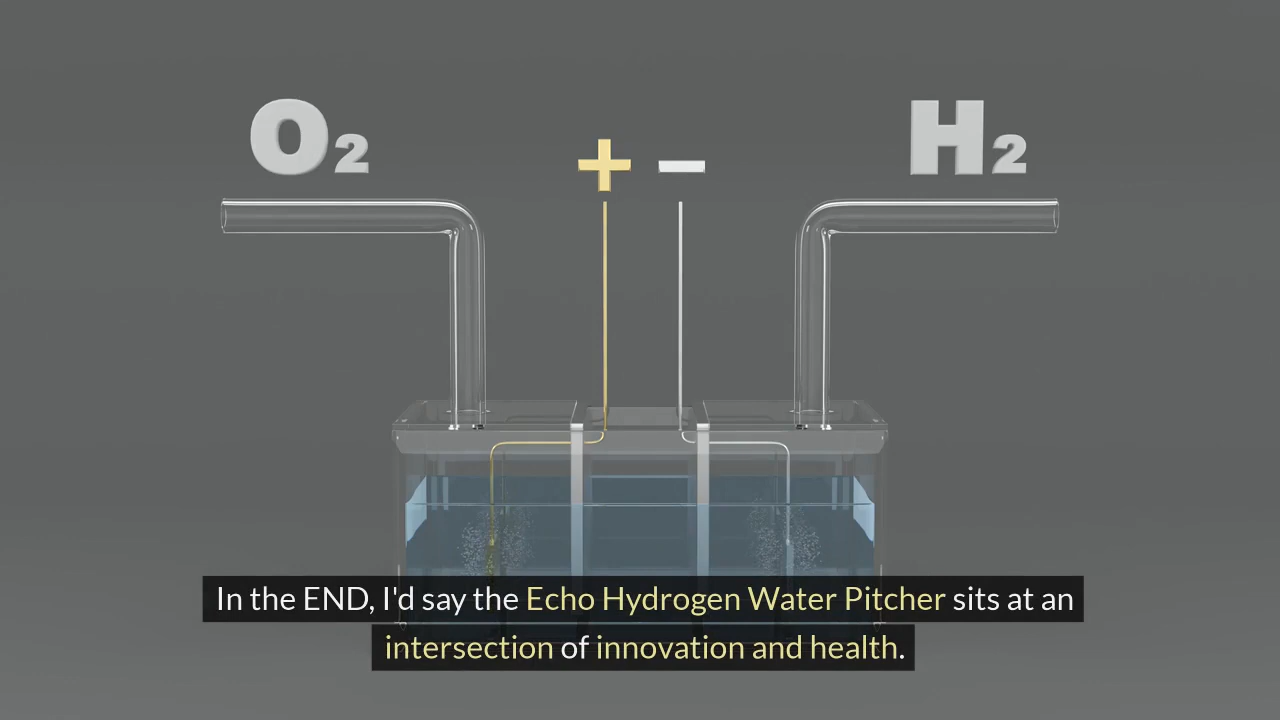 O₂ + − H₂
In the END, I'd say the Echo Hydrogen Water Pitcher sits at an
intersection of innovation and health.